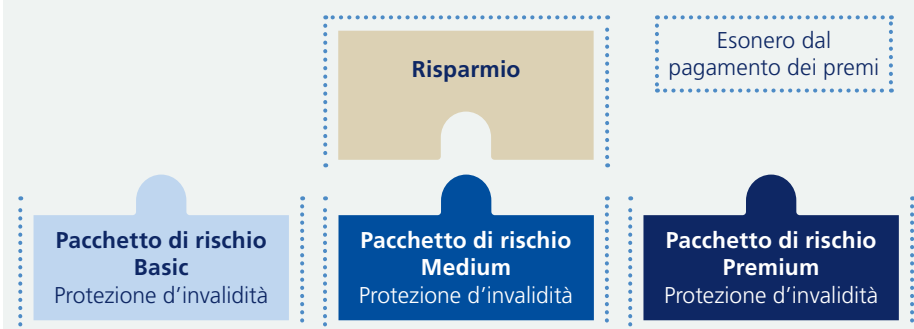 Risparmio
Esonero dal
pagamento dei premi
Pacchetto di rischio
Basic
Protezione d’invalidità
Pacchetto di rischio
Medium
Protezione d’invalidità
Pacchetto di rischio
Premium
Protezione d’invalidità